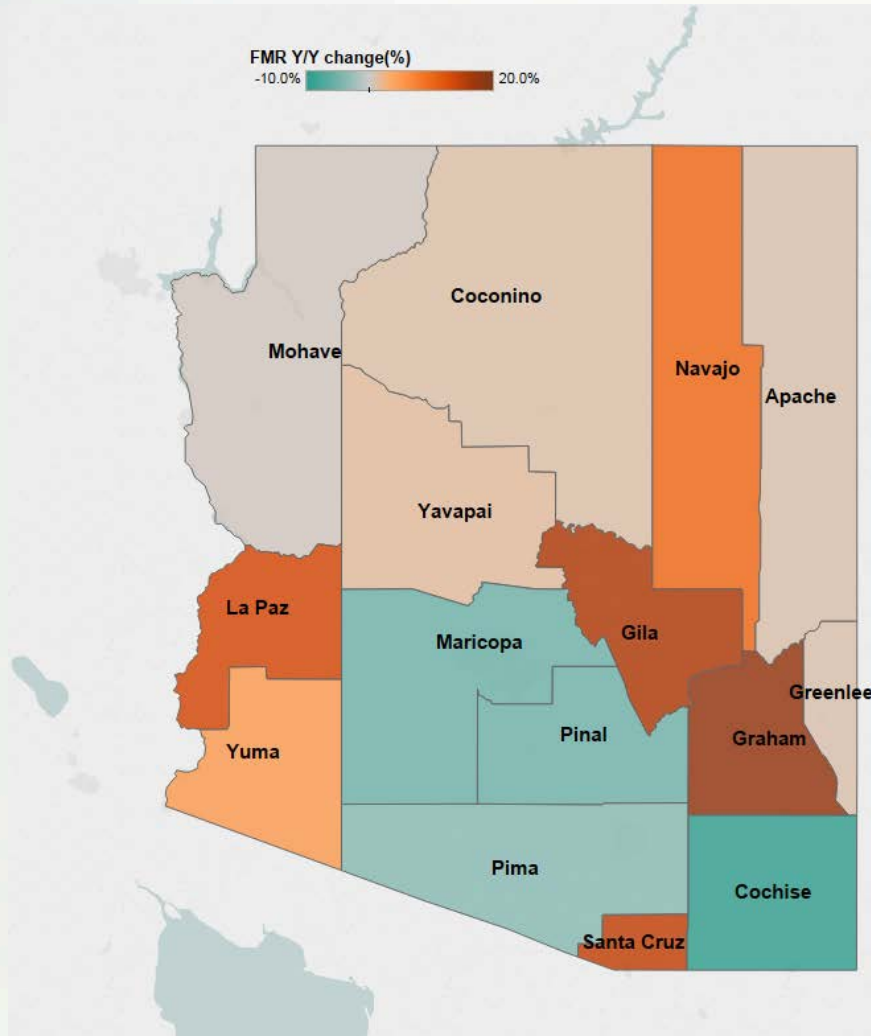 FMR Y/Y change(%)
-10.0% 20.0%
Coconino
Mohave
Navajo
Apache
Yavapai
La Paz
Gila
Maricopa
Greenlee
Pinal
Graham
Yuma
Pima
Cochise
Santa Cruz